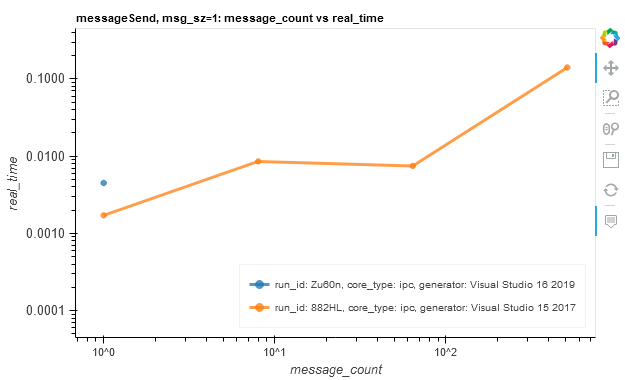 messageSend, msg_sz=1: message_count vs real_time
0.1000
0.0100
0.0010
0.0001
real_time
run_id: Zu60n, core_type: ipc, generator: Visual Studio 16 2019
run_id: 882HL, core_type: ipc, generator: Visual Studio 15 2017
10^0
10^1
10^2
message_count